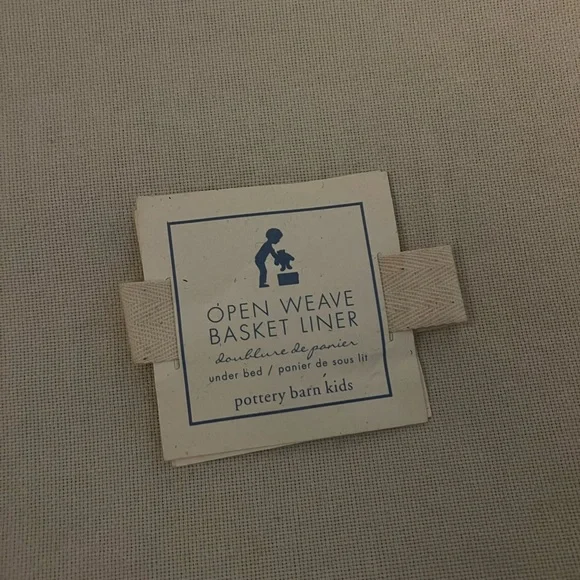 OPEN WEAVE
BASKET LINER
doublure de panier
under bed / panier de sous lit
pottery barn kids